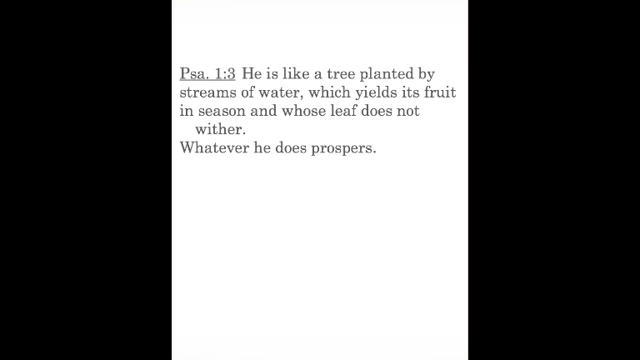 Psa. 1:3 He is like a tree planted by
streams of water, which yields its fruit
in season and whose leaf does not
wither.
Whatever he does prospers.